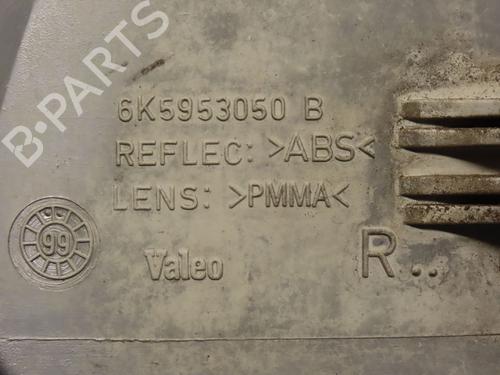 B-PARTS
6K5953050 B
REFLEC: >ABS<
LENS: >PMMA<
99
Valeo
R..